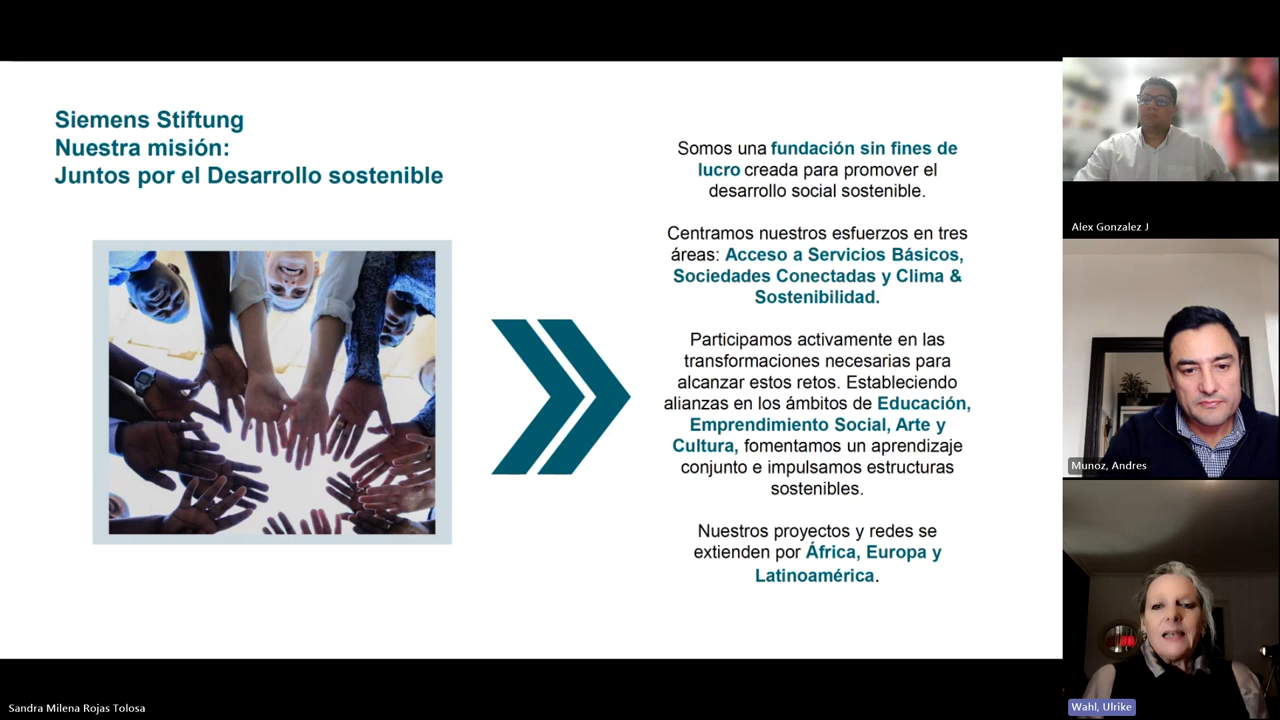 Siemens Stiftung
Nuestra misión:
Juntos por el Desarrollo sostenible
Somos una fundación sin fines de
lucro creada para promover el
desarrollo social sostenible.
Centramos nuestros esfuerzos en tres
áreas: Acceso a Servicios Básicos,
Sociedades Conectadas y Clima &
Sostenibilidad.
Participamos activamente en las
transformaciones necesarias para
alcanzar estos retos. Estableciendo
alianzas en los ámbitos de Educación,
Emprendimiento Social, Arte y
Cultura, fomentamos un aprendizaje
conjunto e impulsamos estructuras
sostenibles.
Nuestros proyectos y redes se
extienden por África, Europa y
Latinoamérica.
Alex Gonzalez J
Munoz, Andres
Wahl, Ulrike
Sandra Milena Rojas Tolosa